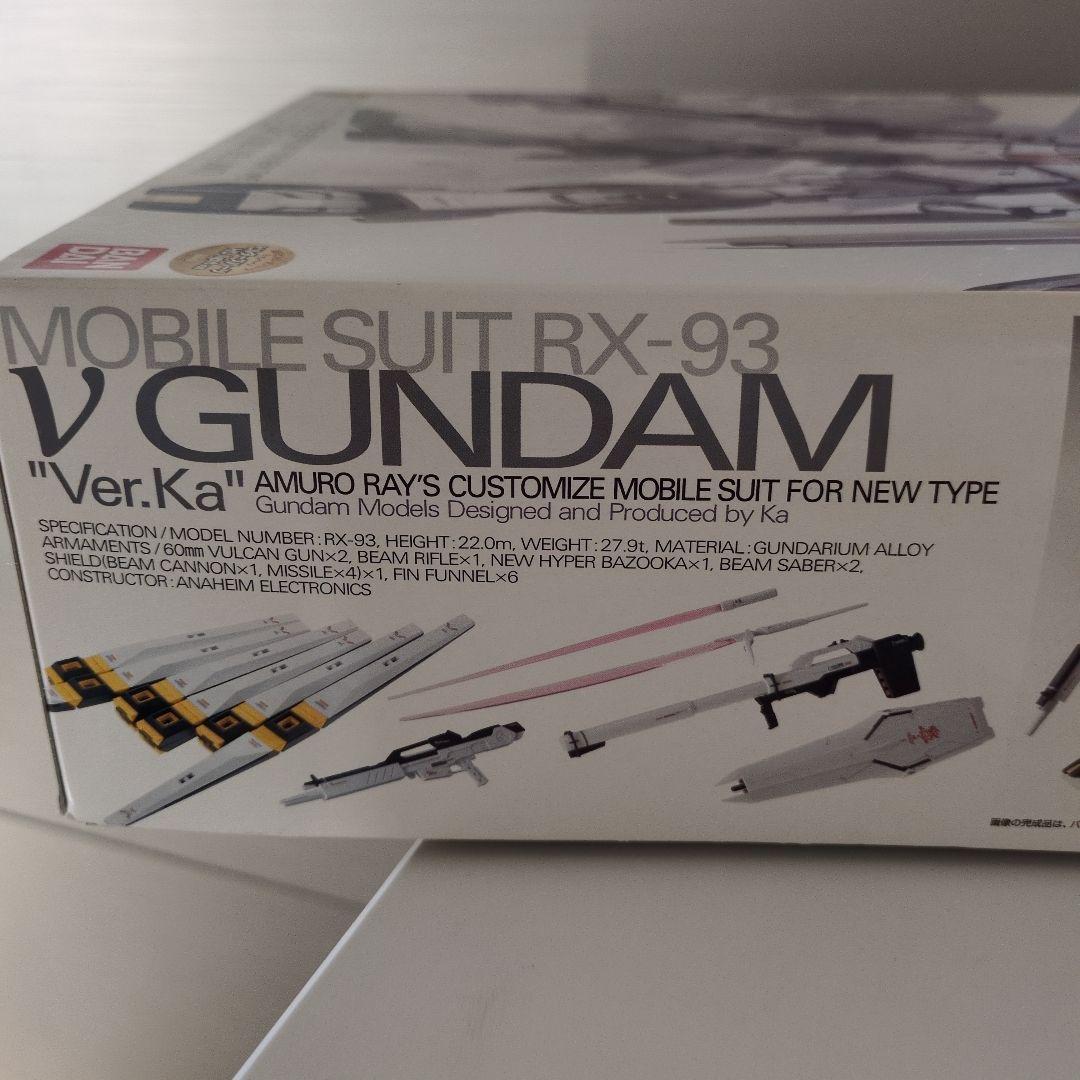 BAN
DAI
MOBILE SUIT RX-93
ν GUNDAM
"Ver.Ka" AMURO RAY'S CUSTOMIZE MOBILE SUIT FOR NEW TYPE
Gundam Models Designed and Produced by Ka
SPECIFICATION / MODEL NUMBER : RX-93, HEIGHT : 22.0m, WEIGHT : 27.9t, MATERIAL : GUNDARIUM ALLOY
ARMAMENTS / 60mm VULCAN GUN×2, BEAM RIFLE×1, NEW HYPER BAZOOKA×1, BEAM SABER×2,
SHIELD(BEAM CANNON×1, MISSILE×4)×1, FIN FUNNEL×6
CONSTRUCTOR : ANAHEIM ELECTRONICS
画像の完成品は、